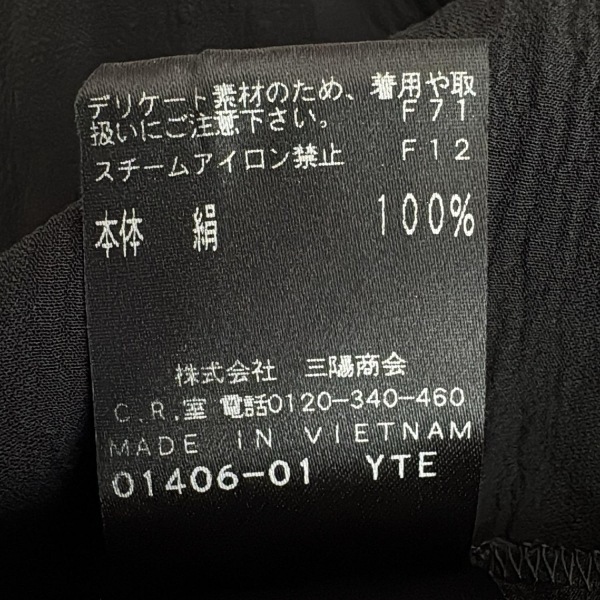 デリケート素材のため、着用や取
扱いにご注意下さい。 F71
スチームアイロン禁止 F12
本体 絹 100%
株式会社 三陽商会
C.R.室 電話0120-340-460
MADE IN VIETNAM
01406-01 YTE